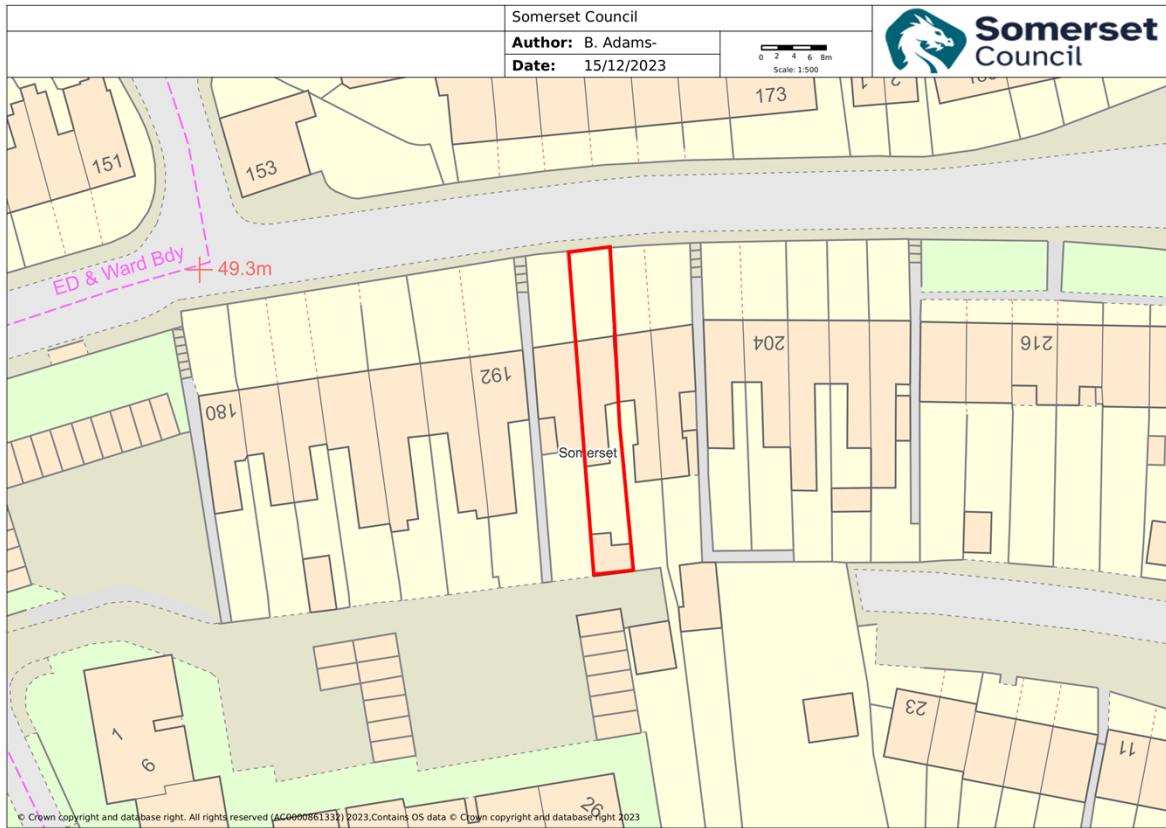 Somerset Council
Author: B. Adams-
Date: 15/12/2023
0 2 4 6 8m
Scale: 1:500
Somerset
Council
173
1
2
151
153
ED & Ward Bdy
49.3m
180
192
204
216
Somerset
1
6
26
23
11
© Crown copyright and database right. All rights reserved (AC0000861332) 2023,Contains OS data © Crown copyright and database right 2023